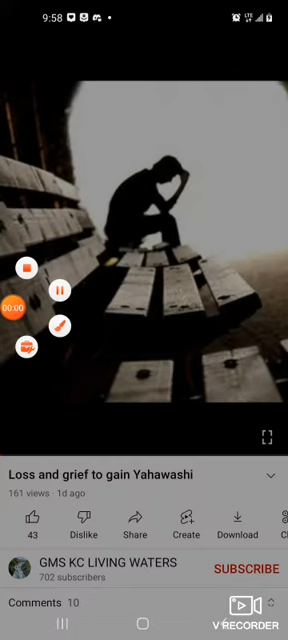 9:58
LTE
00:00
Loss and grief to gain Yahawashi
161 views · 1d ago
43
Dislike
Share
Create
Download
GMS KC LIVING WATERS
702 subscribers
SUBSCRIBE
Comments 10
V RECORDER